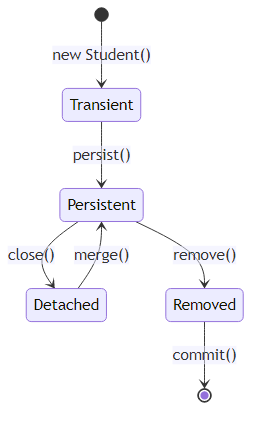 new Student()
Transient
persist()
Persistent
close()
merge()
remove()
Detached
Removed
commit()